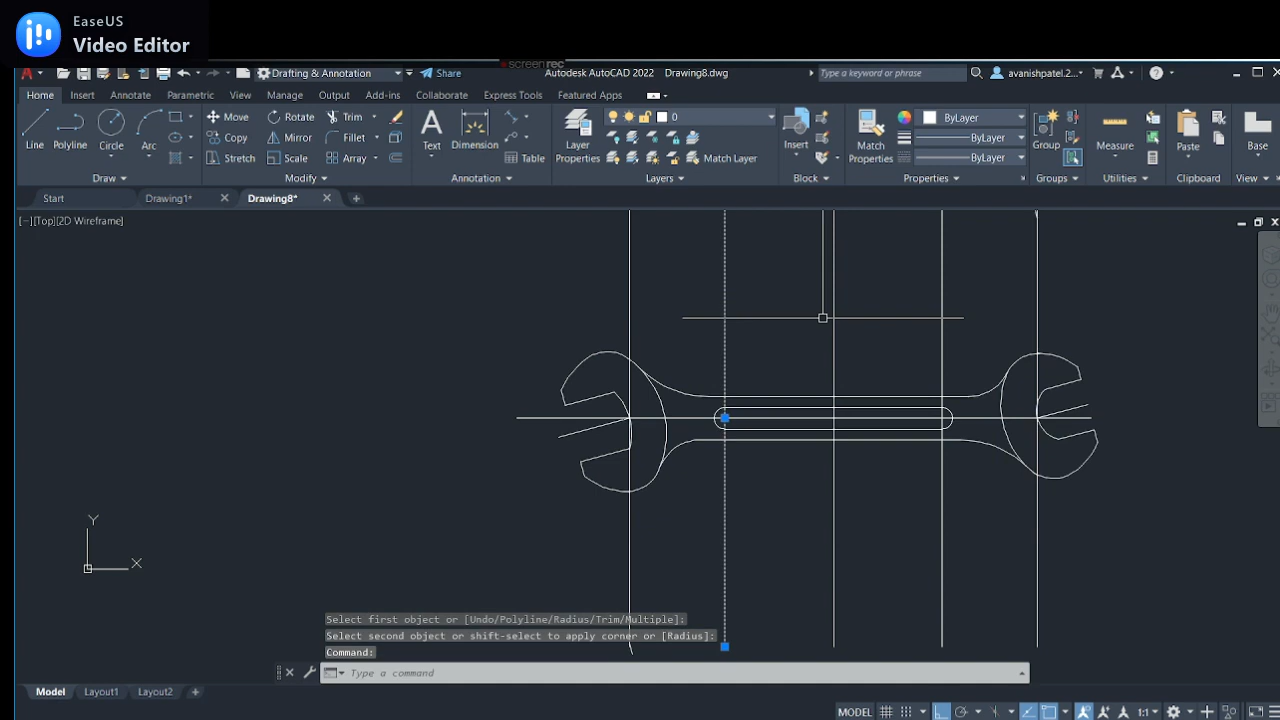 EaseUS
Video Editor
screenrec
Drafting & Annotation
Share
Autodesk AutoCAD 2022 Drawing8.dwg
Type a keyword or phrase
avanishpatel.2...
Home Insert Annotate Parametric View Manage Output Add-ins Collaborate Express Tools Featured Apps
Line
Polyline
Circle
Arc
Move
Rotate
Trim
Copy
Mirror
Fillet
Stretch
Scale
Array
Text
Dimension
Table
Layer
Properties
0
Match Layer
Insert
Match
Properties
ByLayer
ByLayer
ByLayer
Group
Measure
Paste
Base
Draw
Modify
Annotation
Layers
Block
Properties
Groups
Utilities
Clipboard
View
Start
Drawing1*
Drawing8*
[−][Top][2D Wireframe]
Y
X
Select first object or [Undo/Polyline/Radius/Trim/Multiple]:
Select second object or shift-select to apply corner or [Radius]:
Command:
Type a command
Model
Layout1
Layout2
MODEL
1:1